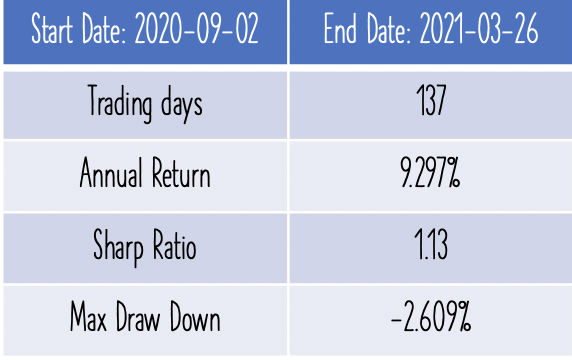 Start Date: 2020-09-02 End Date: 2021-03-26
Trading days 137
Annual Return 9.297%
Sharp Ratio 1.13
Max Draw Down -2.609%